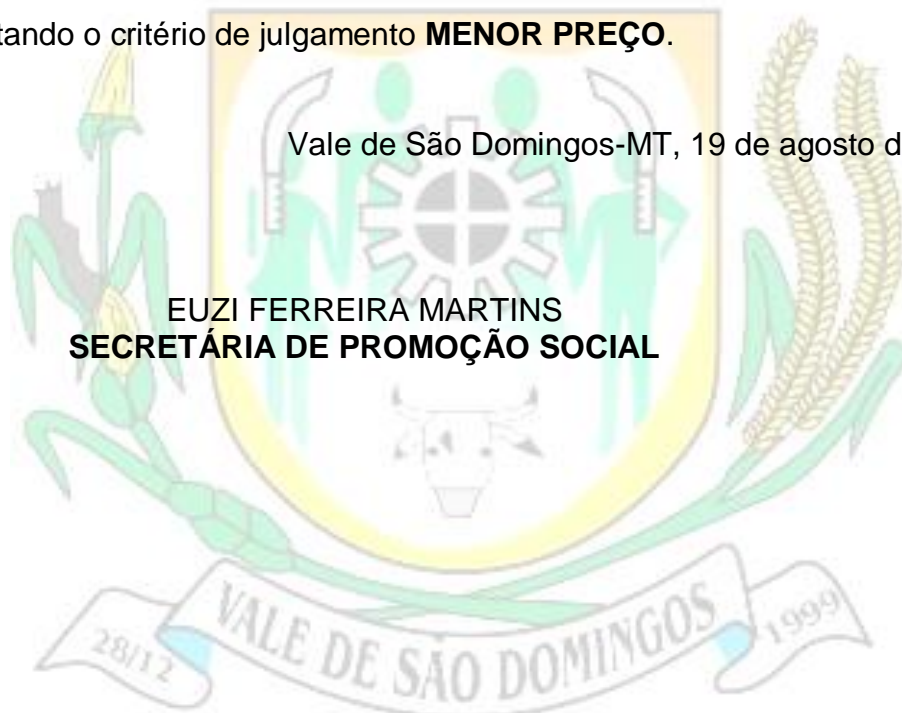 tando o critério de julgamento MENOR PREÇO.
Vale de São Domingos-MT, 19 de agosto d
EUZI FERREIRA MARTINS
SECRETÁRIA DE PROMOÇÃO SOCIAL
28/12 VALE DE SÃO DOMINGOS 1999